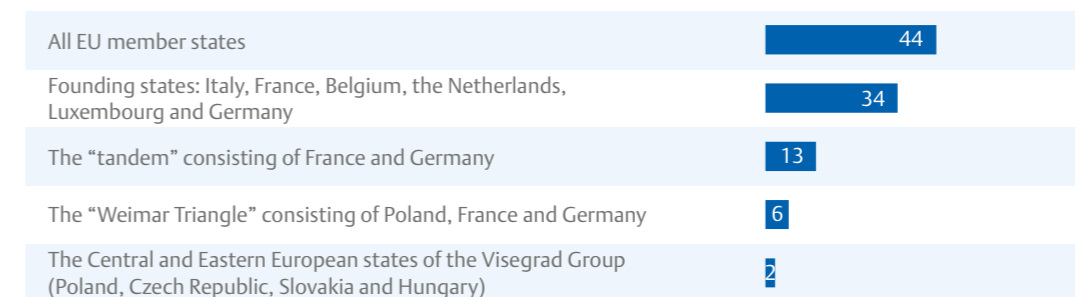 All EU member states 44
Founding states: Italy, France, Belgium, the Netherlands,
Luxembourg and Germany
34
The “tandem” consisting of France and Germany 13
The “Weimar Triangle” consisting of Poland, France and Germany 6
The Central and Eastern European states of the Visegrad Group
(Poland, Czech Republic, Slovakia and Hungary)
2